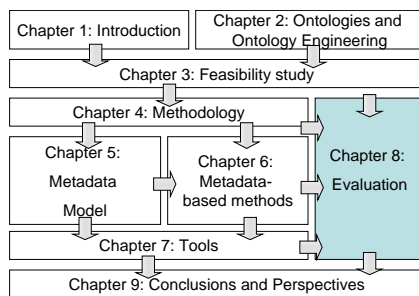 Chapter 1: Introduction
Chapter 2: Ontologies and
Ontology Engineering
Chapter 3: Feasibility study
Chapter 4: Methodology
Chapter 5:
Metadata
Model
Chapter 6:
Metadata-
based methods
Chapter 8:
Evaluation
Chapter 7: Tools
Chapter 9: Conclusions and Perspectives